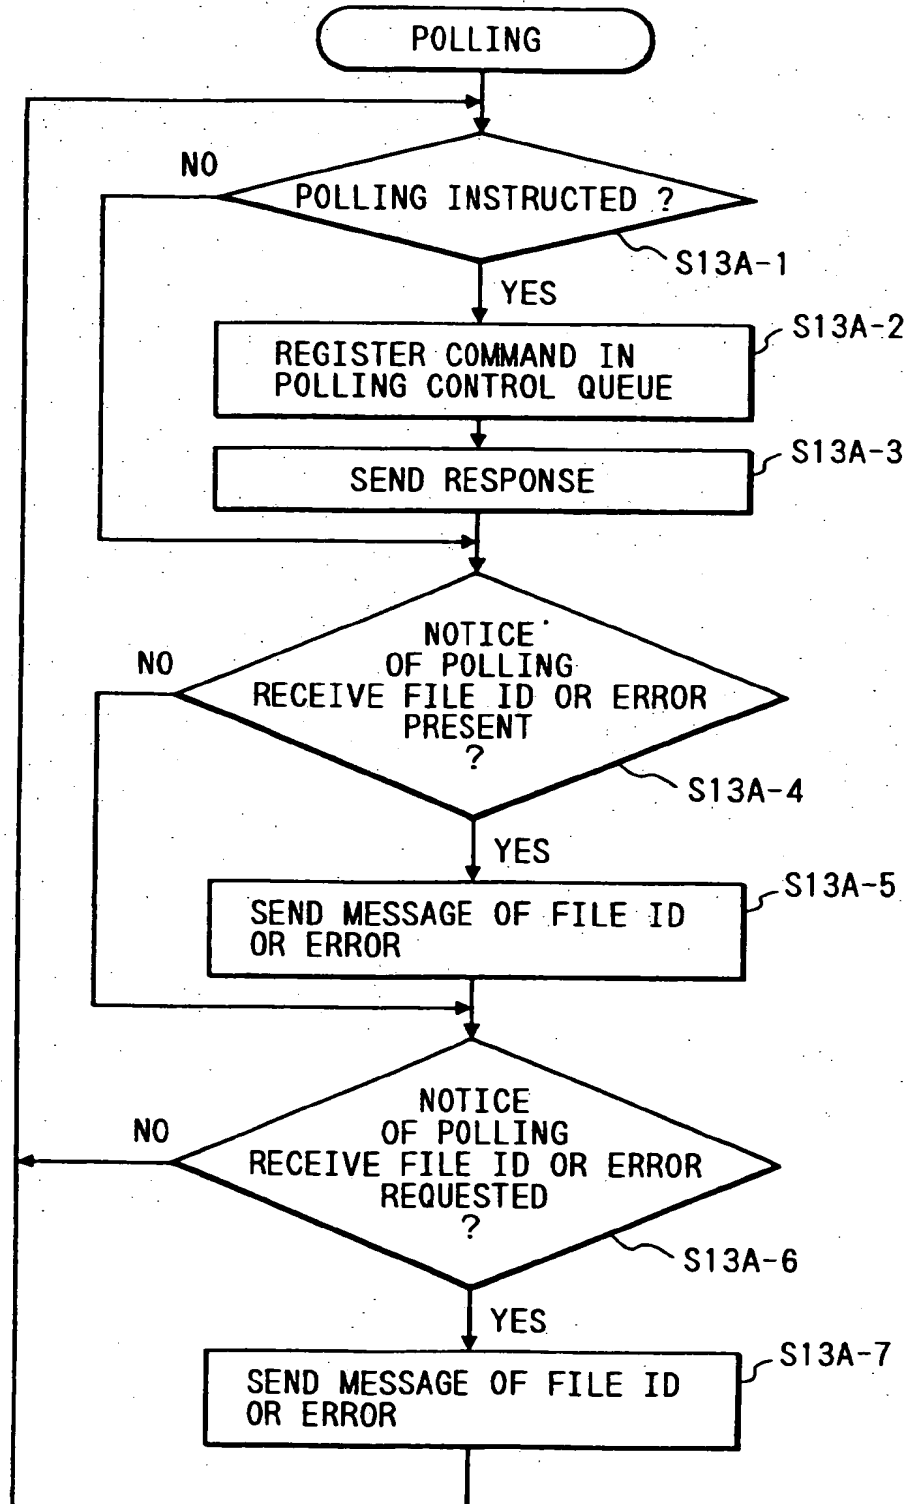 POLLING
NO
POLLING INSTRUCTED ?
S13A-1
YES
S13A-2
REGISTER COMMAND IN
POLLING CONTROL QUEUE
S13A-3
SEND RESPONSE
NOTICE
OF POLLING
RECEIVE FILE ID OR ERROR
PRESENT
?
NO
S13A-4
YES
S13A-5
SEND MESSAGE OF FILE ID
OR ERROR
NOTICE
OF POLLING
RECEIVE FILE ID OR ERROR
REQUESTED
?
NO
S13A-6
YES
S13A-7
SEND MESSAGE OF FILE ID
OR ERROR